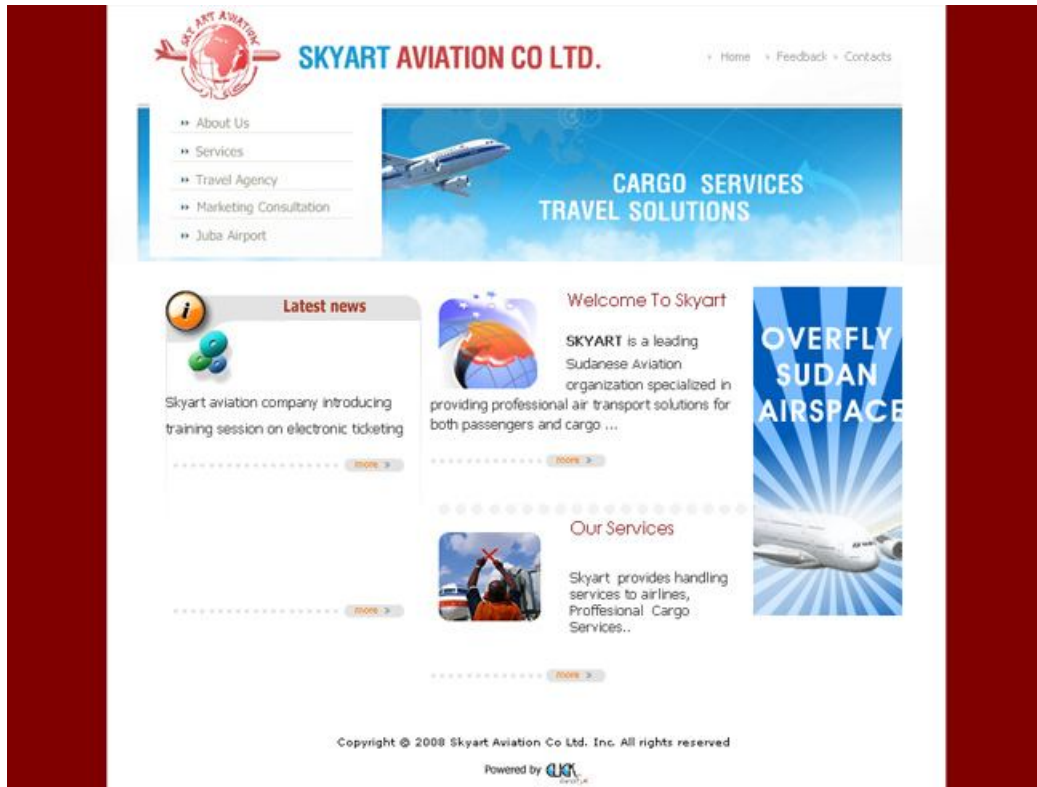 SKY ART AVIATION
سكاي آرت
SKYART AVIATION CO LTD.
Home
Feedback
Contacts
About Us
Services
Travel Agency
Marketing Consultation
Juba Airport
CARGO SERVICES
TRAVEL SOLUTIONS
Latest news
Skyart aviation company introducing
training session on electronic ticketing
more »
more »
Welcome To Skyart
SKYART is a leading
Sudanese Aviation
organization specialized in
providing professional air transport solutions for
both passengers and cargo ...
more »
Our Services
Skyart provides handling
services to airlines,
Proffesional Cargo
Services..
more »
OVERFLY
SUDAN
AIRSPACE
Copyright © 2008 Skyart Aviation Co Ltd. Inc. All rights reserved
Powered by CLICK